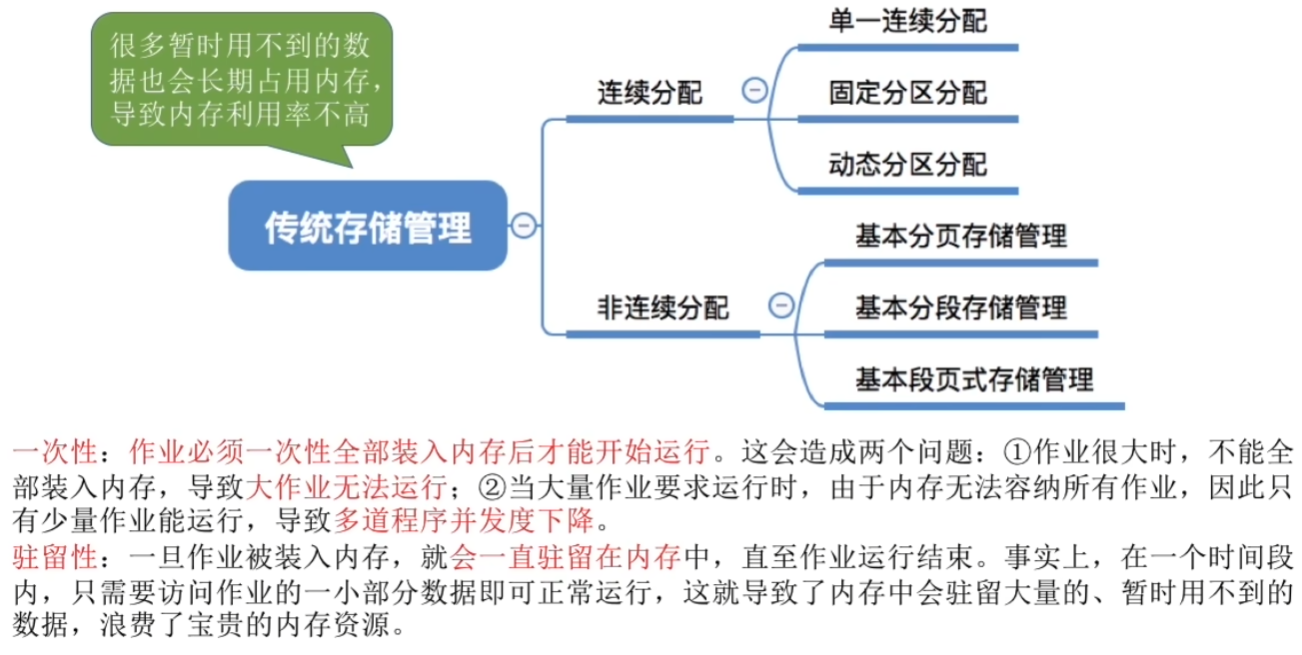 很多暂时用不到的数
据也会长期占用内存，
导致内存利用率不高
传统存储管理
连续分配
单一连续分配
固定分区分配
动态分区分配
非连续分配
基本分页存储管理
基本分段存储管理
基本段页式存储管理
一次性：作业必须一次性全部装入内存后才能开始运行。这会造成两个问题：①作业很大时，不能全
部装入内存，导致大作业无法运行；②当大量作业要求运行时，由于内存无法容纳所有作业，因此只
有少量作业能运行，导致多道程序并发度下降。
驻留性：一旦作业被装入内存，就会一直驻留在内存中，直至作业运行结束。事实上，在一个时间段
内，只需要访问作业的一小部分数据即可正常运行，这就导致了内存中会驻留大量的、暂时用不到的
数据，浪费了宝贵的内存资源。